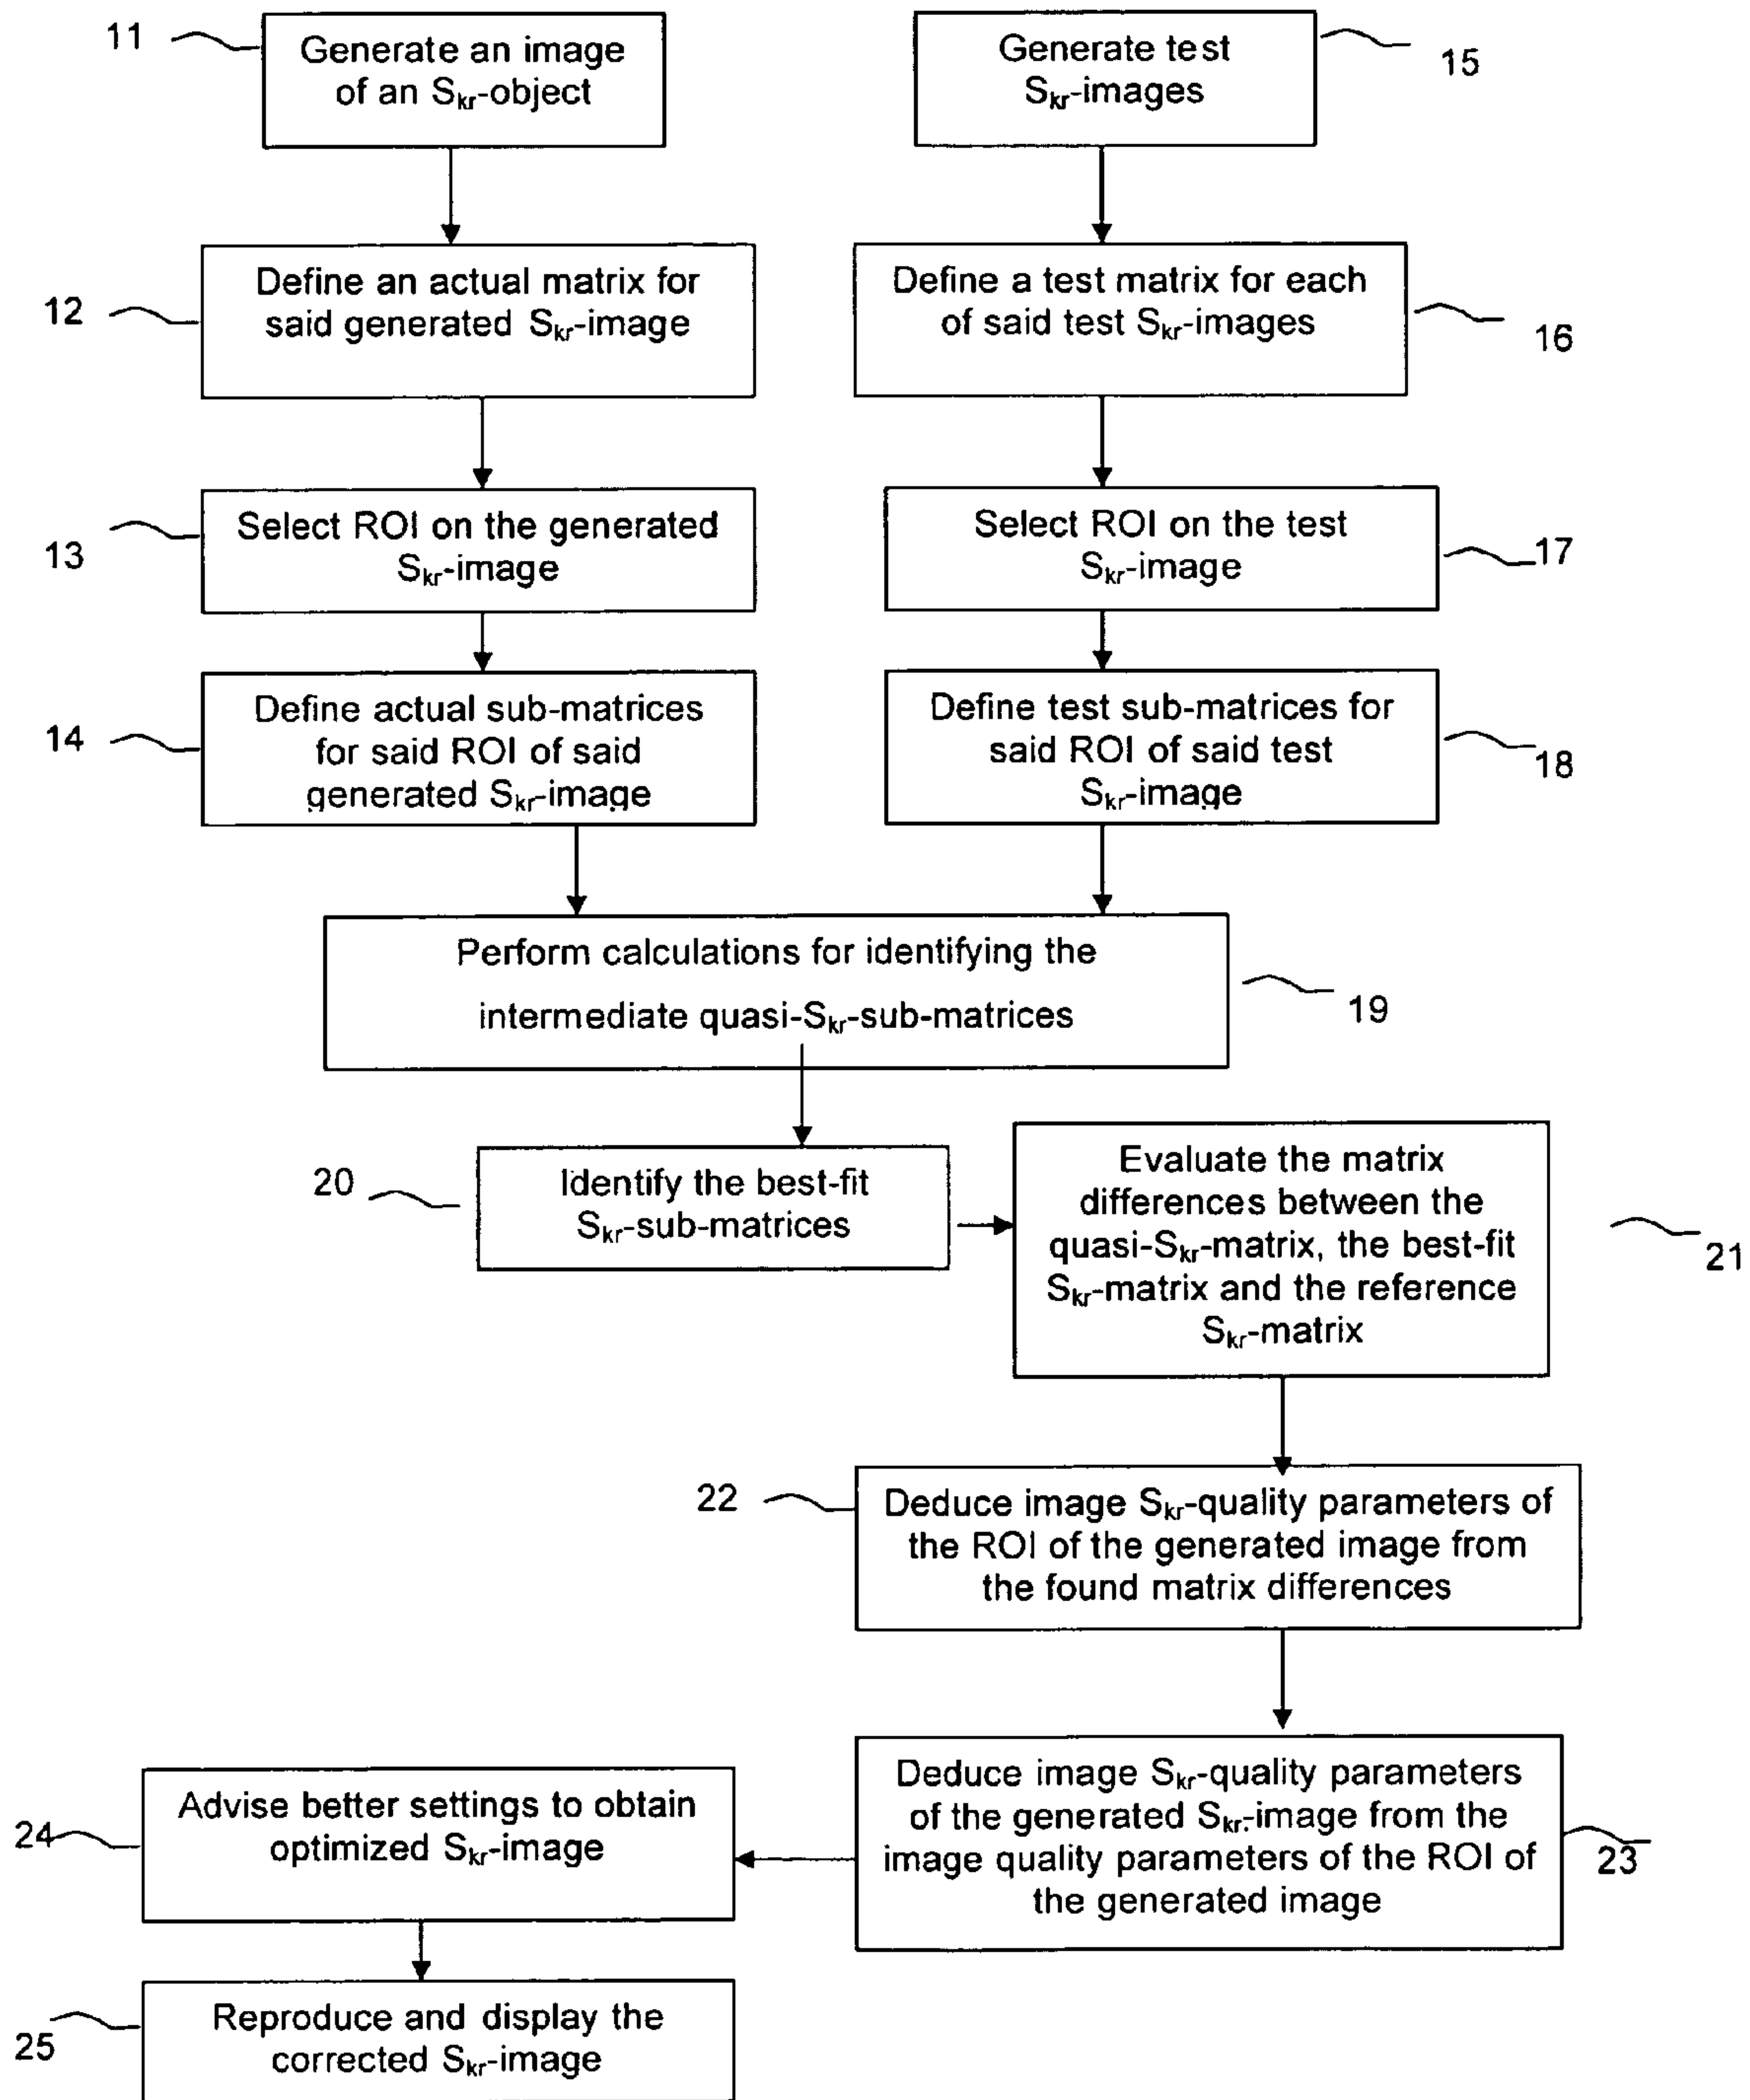 11
Generate an image
of an Skr-object
15
Generate test
Skr-images
12
Define an actual matrix for
said generated Skr-image
16
Define a test matrix for each
of said test Skr-images
13
Select ROI on the generated
Skr-image
17
Select ROI on the test
Skr-image
14
Define actual sub-matrices
for said ROI of said
generated Skr-image
18
Define test sub-matrices for
said ROI of said test
Skr-image
19
Perform calculations for identifying the
intermediate quasi-Skr-sub-matrices
20
Identify the best-fit
Skr-sub-matrices
21
Evaluate the matrix
differences between the
quasi-Skr-matrix, the best-fit
Skr-matrix and the reference
Skr-matrix
22
Deduce image Skr-quality parameters of
the ROI of the generated image from
the found matrix differences
23
Deduce image Skr-quality parameters
of the generated Skr-image from the
image quality parameters of the ROI of
the generated image
24
Advise better settings to obtain
optimized Skr-image
25
Reproduce and display the
corrected Skr-image